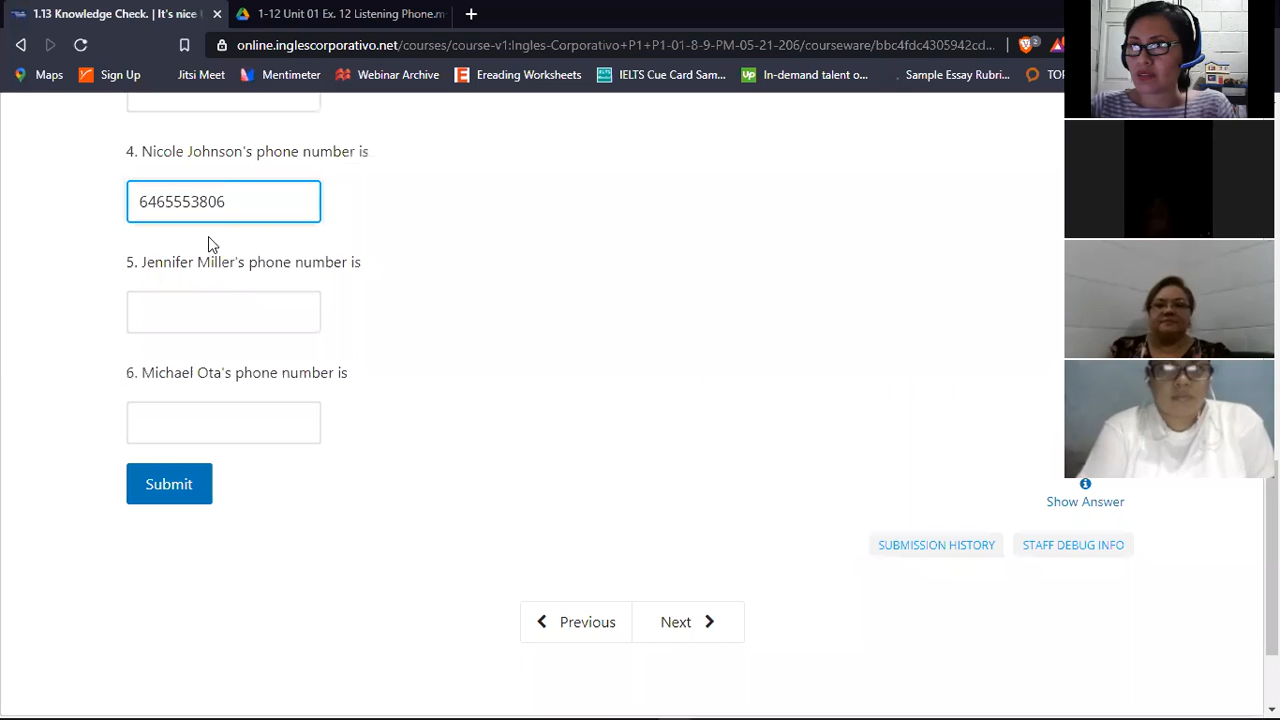 1.13 Knowledge Check. | It's nice
1-12 Unit 01 Ex. 12 Listening Phone.m
online.inglescorporativo.net/courses/course-v1:Ingles-Corporativo+P1+P1-01-8-9-PM-05-21-206/courseware/bbc4fdc4305942cd...
2
Maps
Sign Up
Jitsi Meet
Mentimeter
Webinar Archive
Ereading Worksheets
IELTS Cue Card
up
In-demand talent o...
Samples by Rubri...
4. Nicole Johnson's phone number is
6465553806
5. Jennifer Miller's phone number is
6. Michael Ota's phone number is
Submit
Show Answer
SUBMISSION HISTORY
STAFF DEBUG INFO
Previous
Next